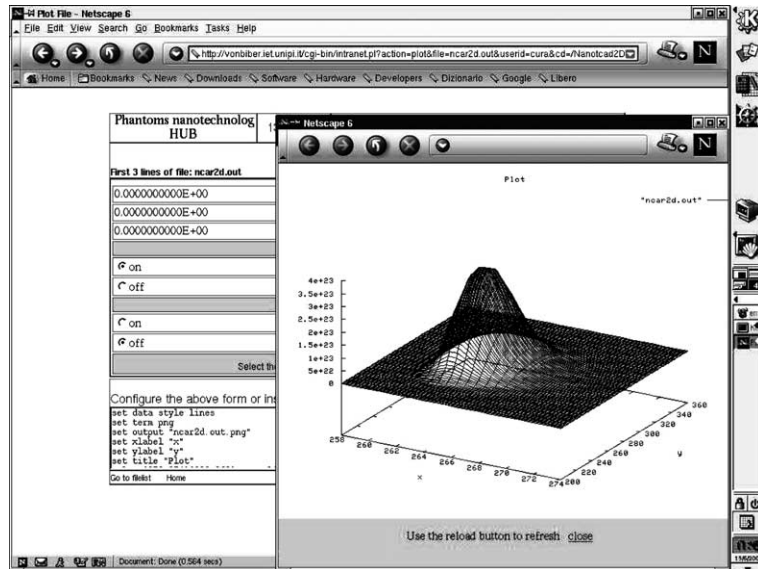 Plot File - Netscape 6
File Edit View Search Go Bookmarks Tasks Help
http://vonbiber.iet.unipi.it/cgi-bin/intranet.pl?action=plot&file=ncar2d.out&userid=cura&cd=/Nanotcad2D
Home Bookmarks News Downloads Software Hardware Developers Dizionario Google Libero
Phantoms nanotechnolog
HUB
First 3 lines of file: ncar2d.out
0.0000000000E+00
0.0000000000E+00
0.0000000000E+00
on
off
on
off
Select the
Configure the above form or ins
set data style lines
set term png
set output "ncar2d.out.png"
set xlabel "x"
set ylabel "y"
set title "Plot"
Go to filelist Home
Document: Done (0.564 secs)
Netscape 6
N
Plot
"ncar2d.out"
4e+23
3.5e+23
3e+23
2.5e+23
2e+23
1.5e+23
1e+23
5e+22
0
258
260
262
264
266
268
270
272
274
x
200
220
240
260
280
300
320
340
360
y
Use the reload button to refresh close